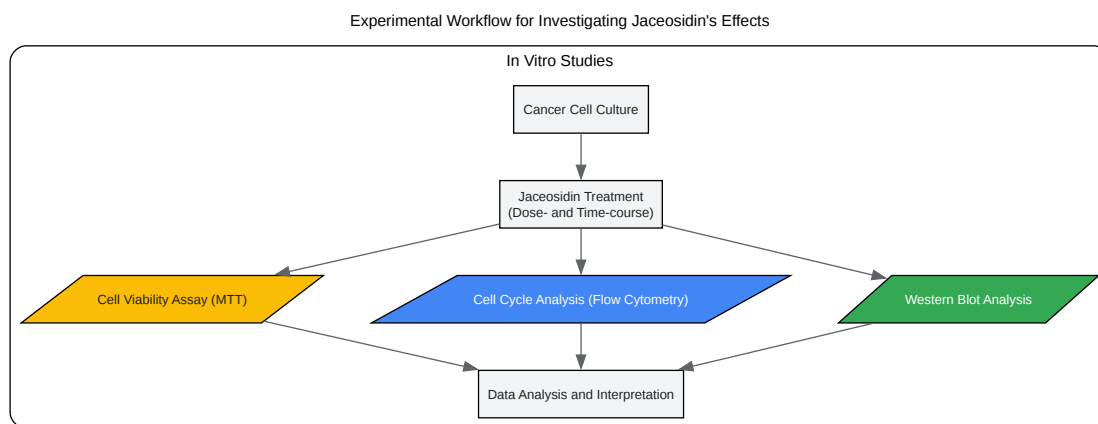 Experimental Workflow for Investigating Jaceosidin's Effects
In Vitro Studies
Cancer Cell Culture
Jaceosidin Treatment
(Dose- and Time-course)
Cell Viability Assay (MTT)
Cell Cycle Analysis (Flow Cytometry)
Western Blot Analysis
Data Analysis and Interpretation